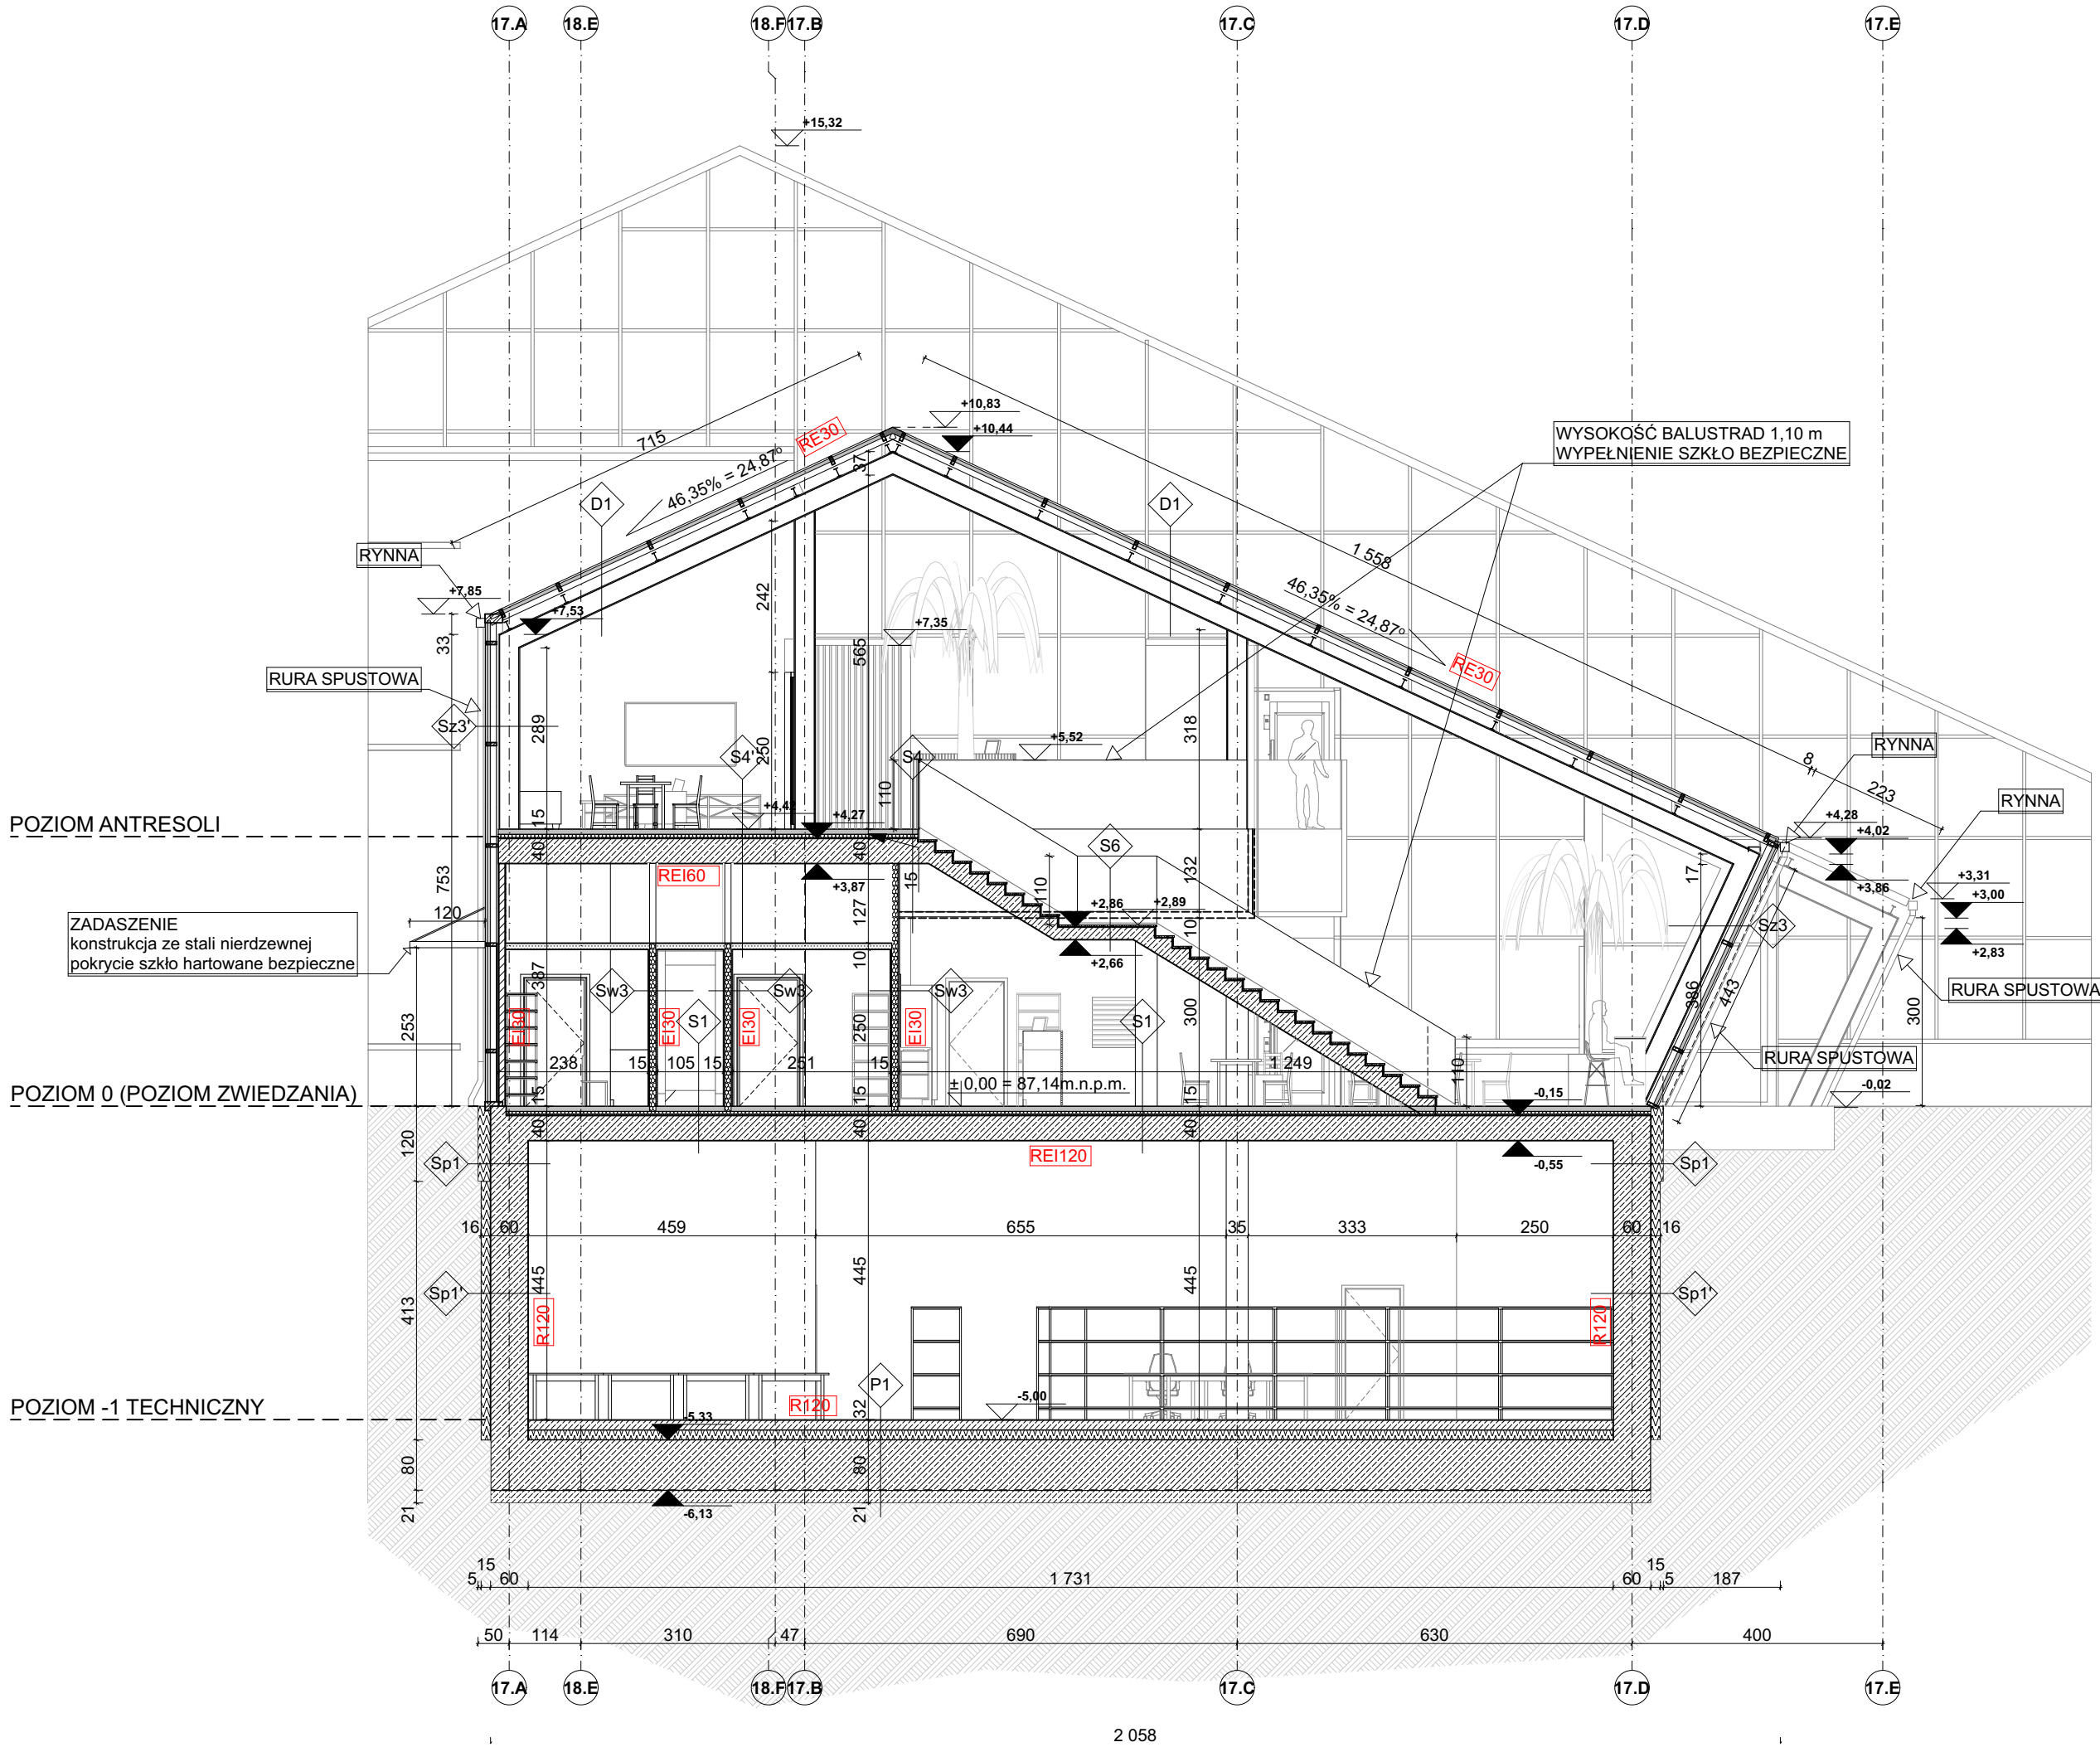 17.A 18.E 18.F 17.B 17.C 17.D 17.E
+15,32
+10,83
+10,44
RE30
715
46,35% = 24,87º
37
WYSOKOŚĆ BALUSTRAD 1,10 m
WYPEŁNIENIE SZKŁO BEZPIECZNE
D1 D1
RYNNA
1 558
46,35% = 24,87º
RE30
+7,85
+7,53
242
+7,35
565
33
RURA SPUSTOWA
Sz3'
289
S4'
250
S4
+5,52
318
RYNNA
8
223
RYNNA
110
15
+4,42
+4,27
+4,28
+4,02
POZIOM ANTRESOLI
40
40
S6
REI60
+3,87
15
110
132
17
+3,86
+3,31
+3,00
753
120
127
+2,86
+2,89
10
Sz3
+2,83
ZADASZENIE
konstrukcja ze stali nierdzewnej
pokrycie szkło hartowane bezpieczne
387
10
+2,66
Sw3 Sw3 Sw3
386
443
RURA SPUSTOWA
253
EI30 EI30 S1 EI30 250 EI30 300 S1
300
238 15 105 15 251 15 1 249
110
RURA SPUSTOWA
15 15 ± 0,00 = 87,14m.n.p.m. 15
-0,02
POZIOM 0 (POZIOM ZWIEDZANIA)
-0,15
120
40 40 40
REI120
-0,55
Sp1 Sp1
16 60 459 655 35 333 250 60 16
445 445 445
Sp1' Sp1'
413
R120 R120
P1
R120
32
-5,00
POZIOM -1 TECHNICZNY
-5,33
80 80
21 -6,13 21
15 15
5 60 1 731 60 5 187
50 114 310 47 690 630 400
17.A 18.E 18.F 17.B 17.C 17.D 17.E
2 058